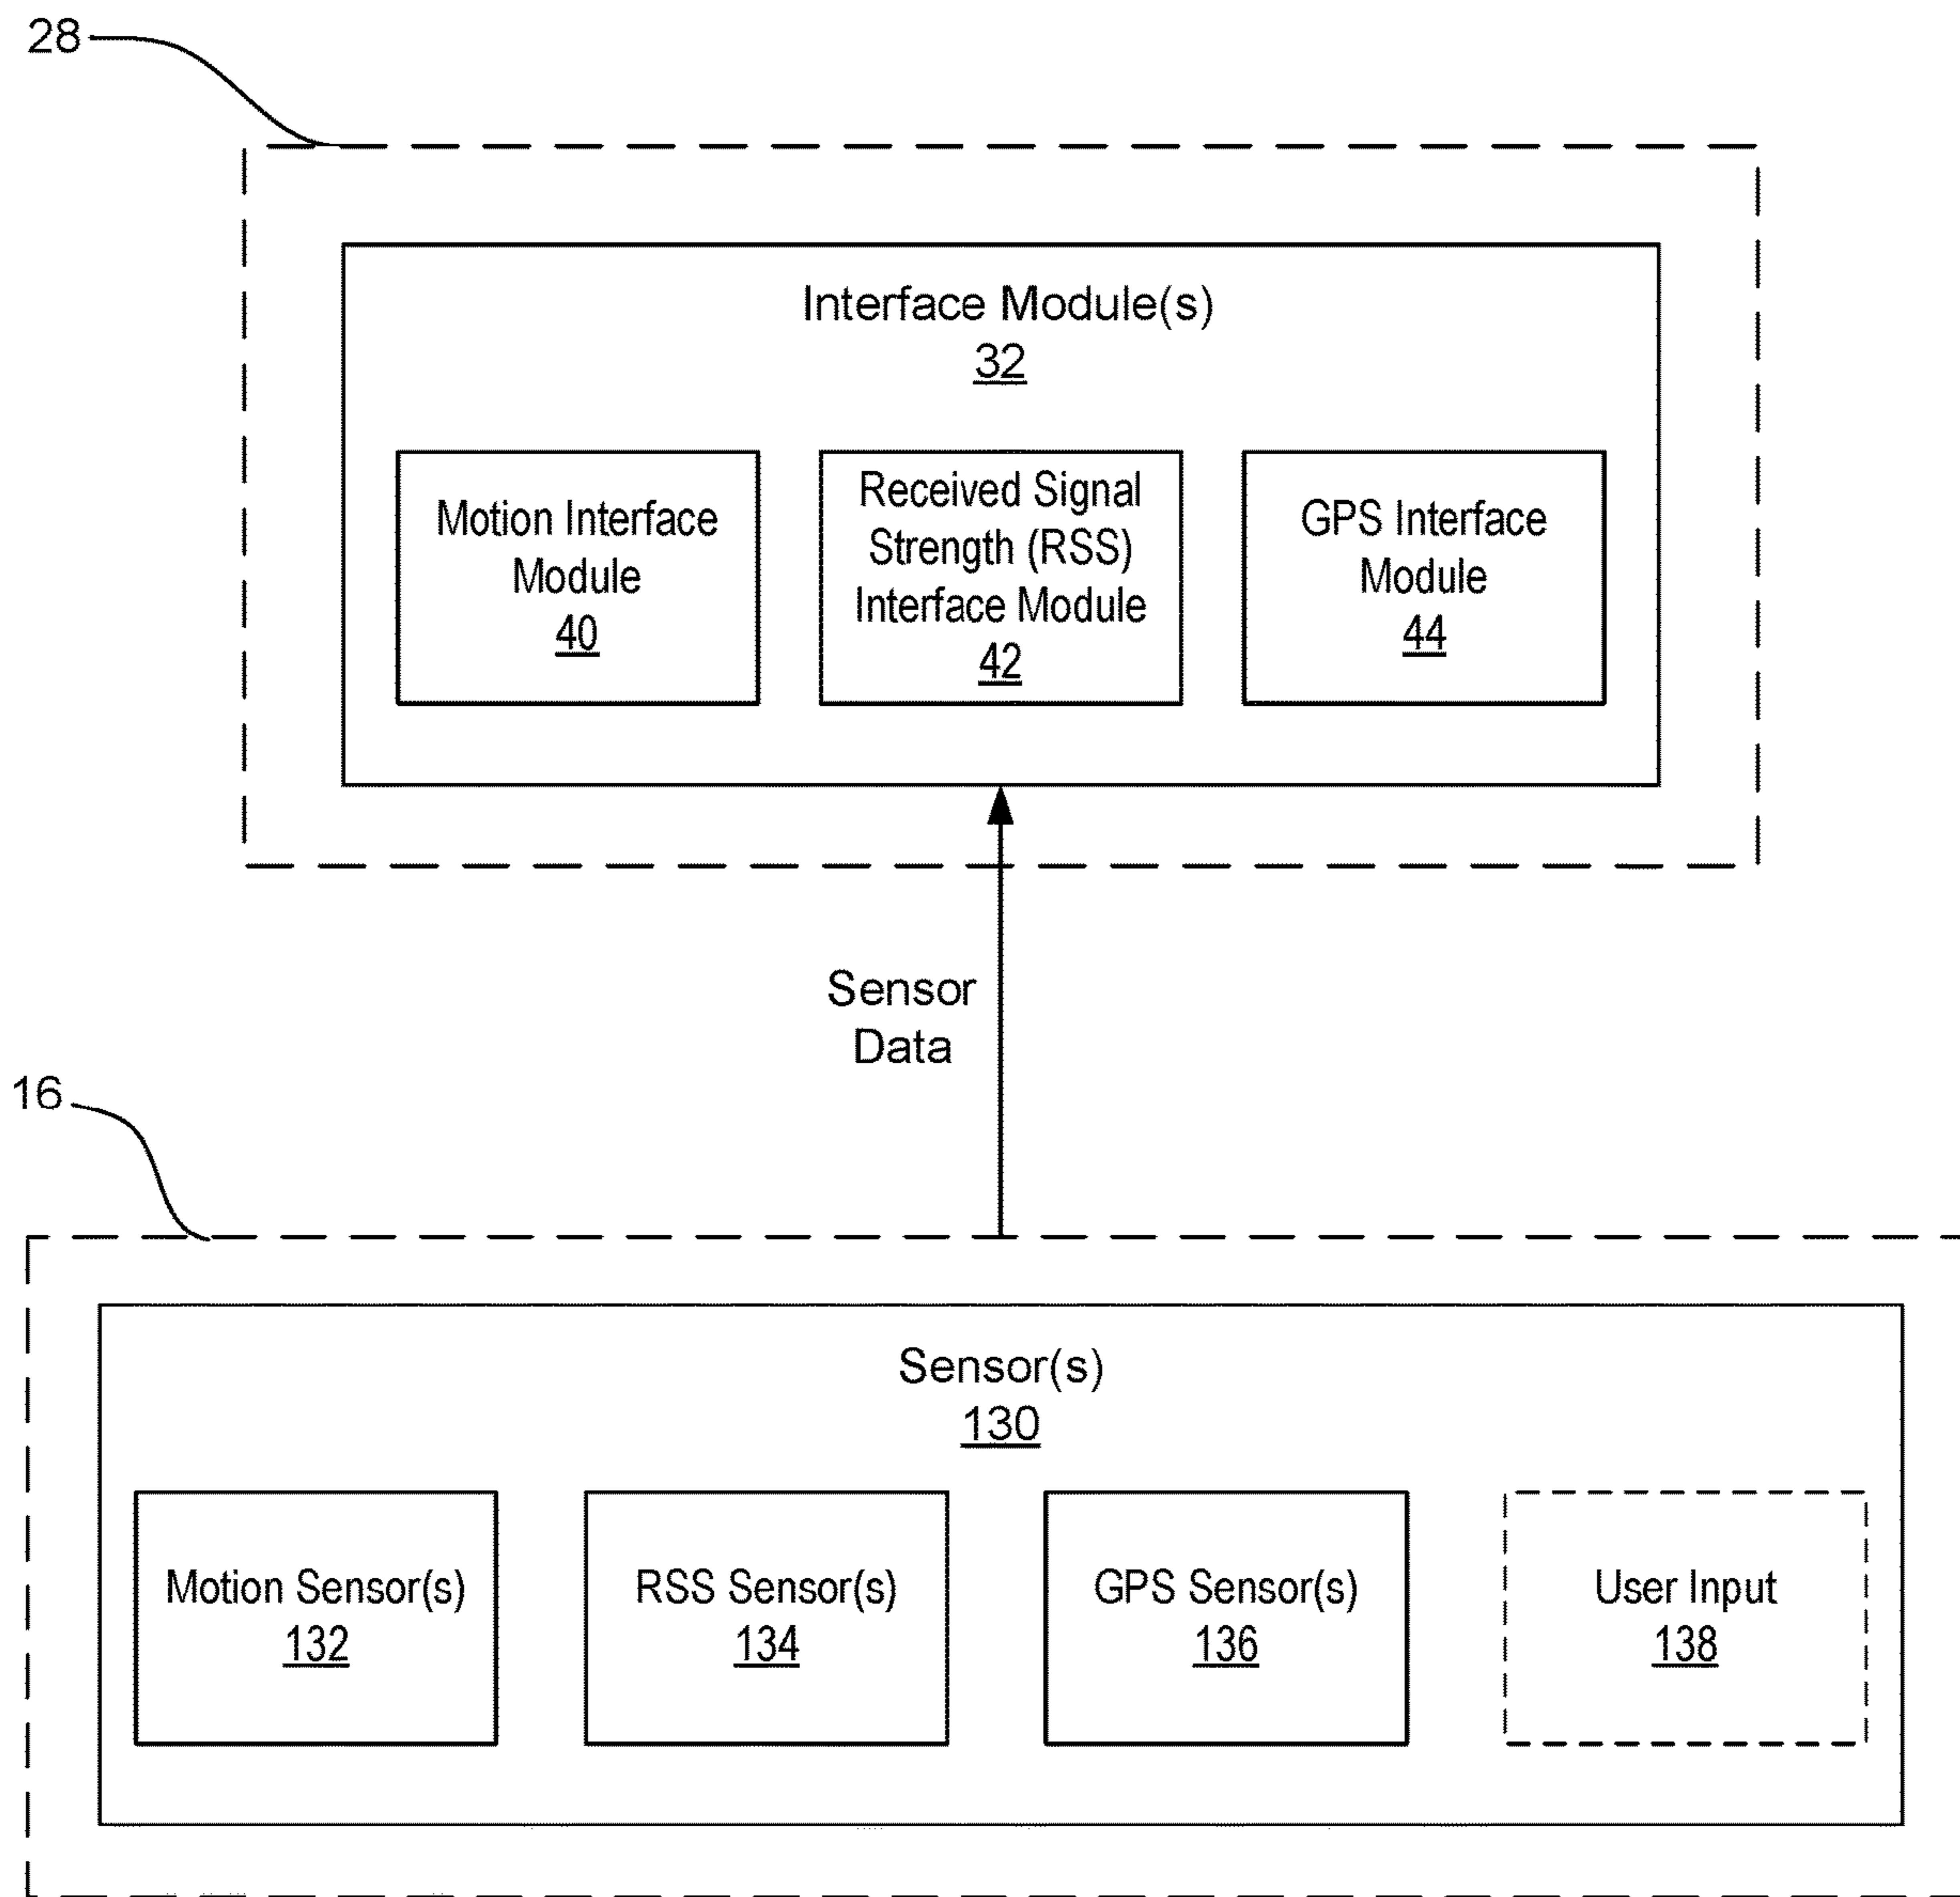 28
Interface Module(s)
32
Motion Interface
Module
40
Received Signal
Strength (RSS)
Interface Module
42
GPS Interface
Module
44
Sensor
Data
16
Sensor(s)
130
Motion Sensor(s)
132
RSS Sensor(s)
134
GPS Sensor(s)
136
User Input
138